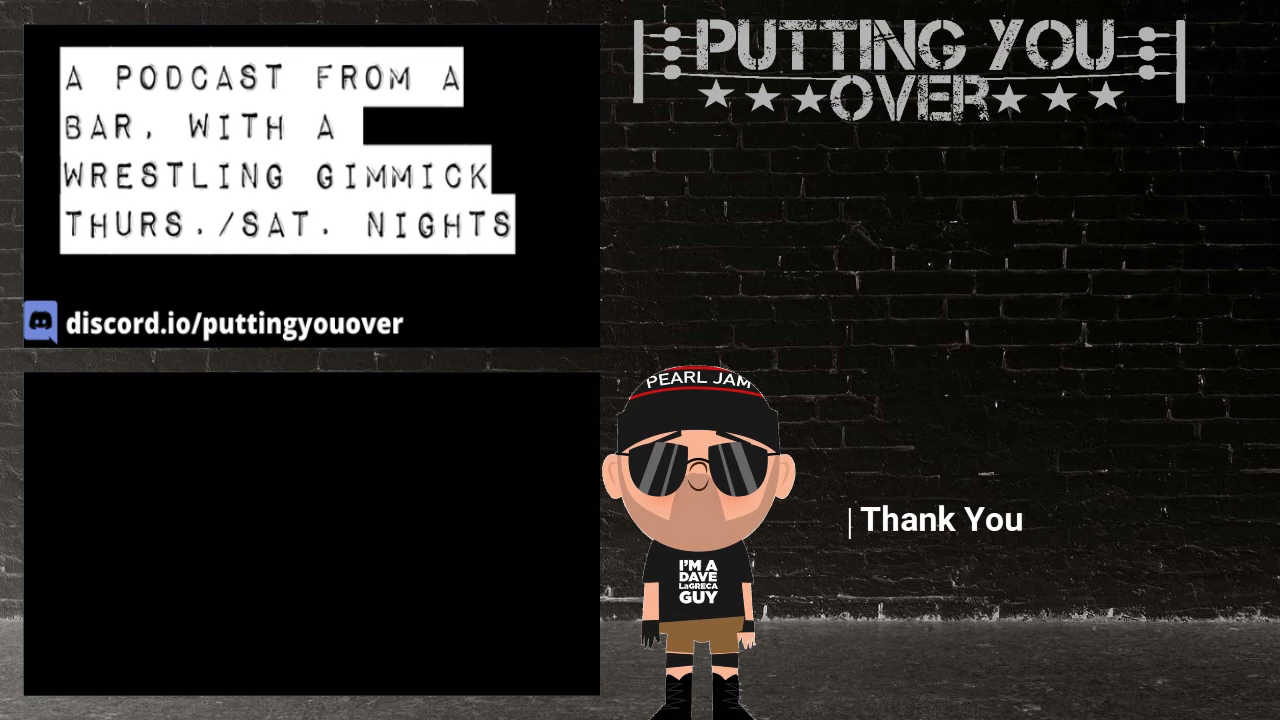 A PODCAST FROM A
BAR, WITH A
WRESTLING GIMMICK
THURS./SAT. NIGHTS
discord.io/puttingyouover
PUTTING YOU
OVER
PEARL JAM
I'M A
DAVE
LaGRECA
GUY
| Thank You